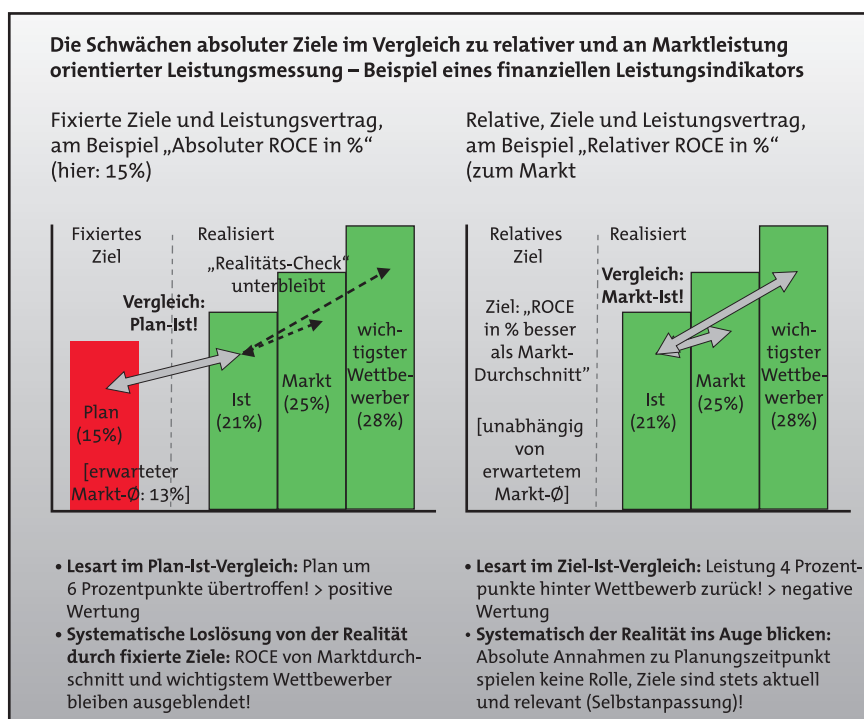 Die Schwächen absoluter Ziele im Vergleich zu relativer und an Marktleistung
orientierter Leistungsmessung – Beispiel eines finanziellen Leistungsindikators
Fixierte Ziele und Leistungsvertrag,
am Beispiel „Absoluter ROCE in %“
(hier: 15%)
Fixiertes
Ziel
Realisiert
„Realitäts-Check“
unterbleibt
Vergleich:
Plan-Ist!
Plan
(15%)
[erwarteter
Markt-Ø: 13%]
Ist
(21%)
Markt
(25%)
wich-
tigster
Wettbe-
werber
(28%)
• Lesart im Plan-Ist-Vergleich: Plan um
6 Prozentpunkte übertroffen! > positive
Wertung
• Systematische Loslösung von der Realität
durch fixierte Ziele: ROCE von Marktdurch-
schnitt und wichtigstem Wettbewerber
bleiben ausgeblendet!
Relative, Ziele und Leistungsvertrag,
am Beispiel „Relativer ROCE in %“
(zum Markt
Relatives
Ziel
Realisiert
Ziel: „ROCE
in % besser
als Markt-
Durchschnitt”
[unabhängig
von
erwartetem
Markt-Ø]
Vergleich:
Markt-Ist!
Ist
(21%)
Markt
(25%)
wich-
tigster
Wettbe-
werber
(28%)
• Lesart im Ziel-Ist-Vergleich: Leistung 4 Prozent-
punkte hinter Wettbewerb zurück! > negative
Wertung
• Systematisch der Realität ins Auge blicken:
Absolute Annahmen zu Planungszeitpunkt
spielen keine Rolle, Ziele sind stets aktuell
und relevant (Selbstanpassung)!